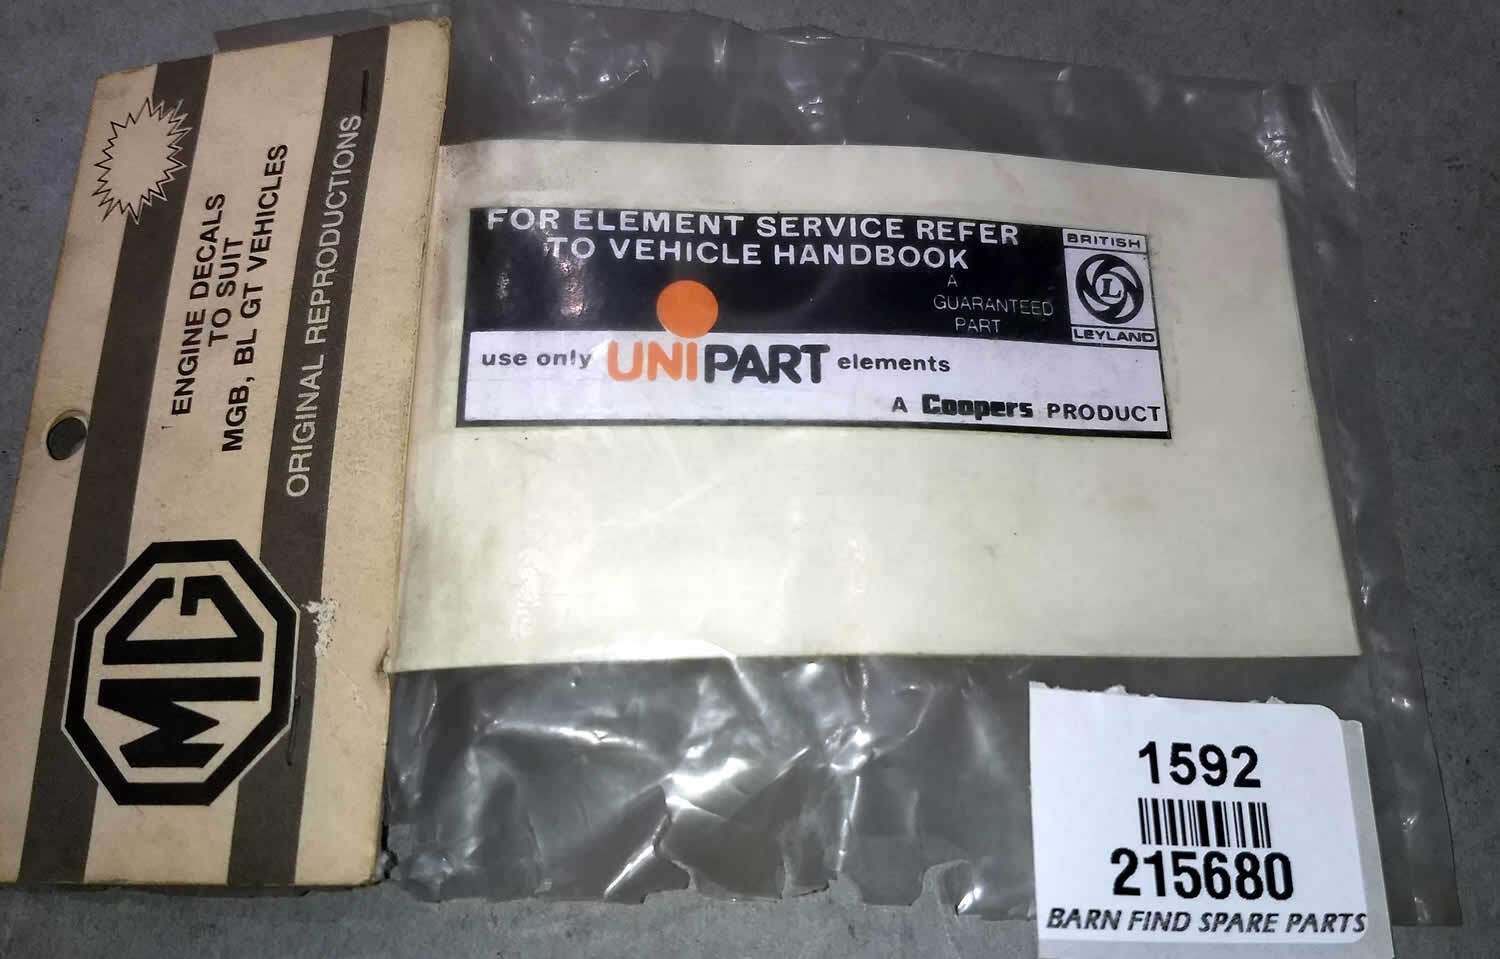 ENGINE DECALS
TO SUIT
MGB, BL GT VEHICLES
ORIGINAL REPRODUCTIONS
MG
FOR ELEMENT SERVICE REFER
TO VEHICLE HANDBOOK
A
GUARANTEED
PART
BRITISH
L
LEYLAND
use only UNIPART elements
A Coopers PRODUCT
1592
215680
BARN FIND SPARE PARTS